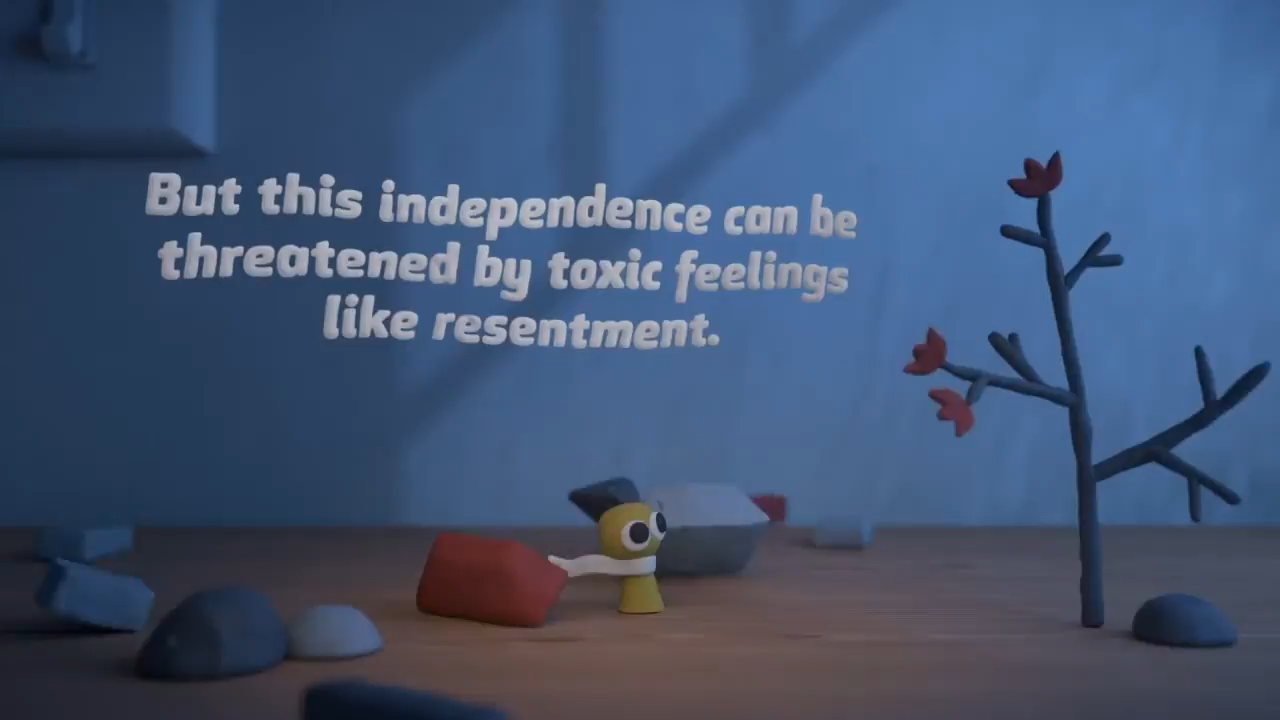 But this independence can be
threatened by toxic feelings
like resentment.